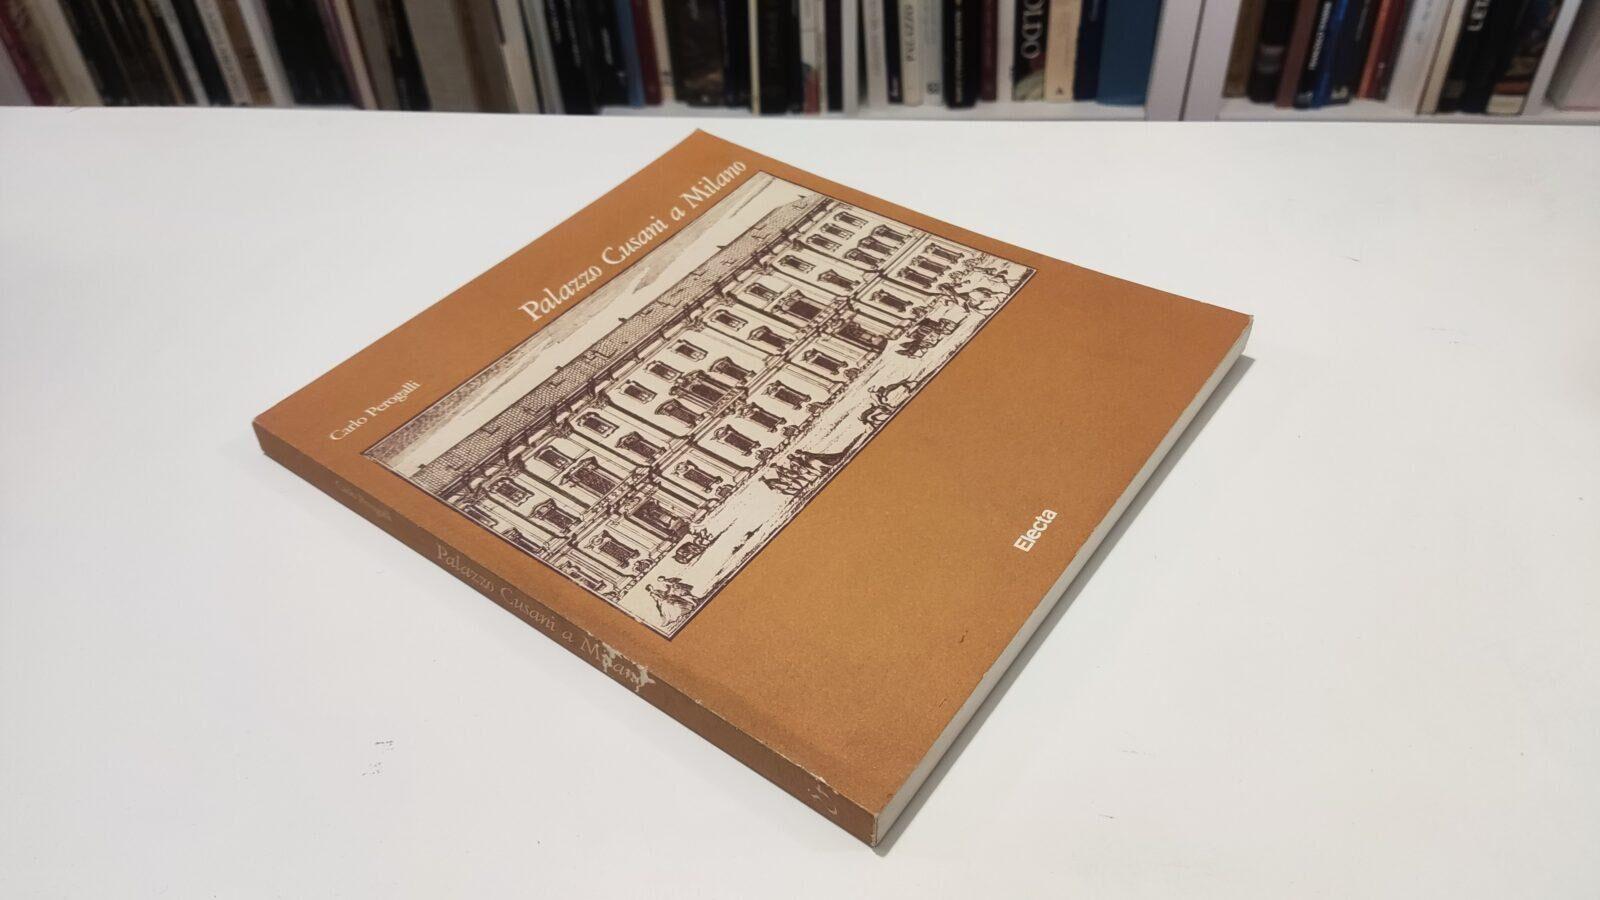 Carlo Perogalli
Palazzo Cusani a Milano
Electa
Carlo Perogalli
Palazzo Cusani a Milano